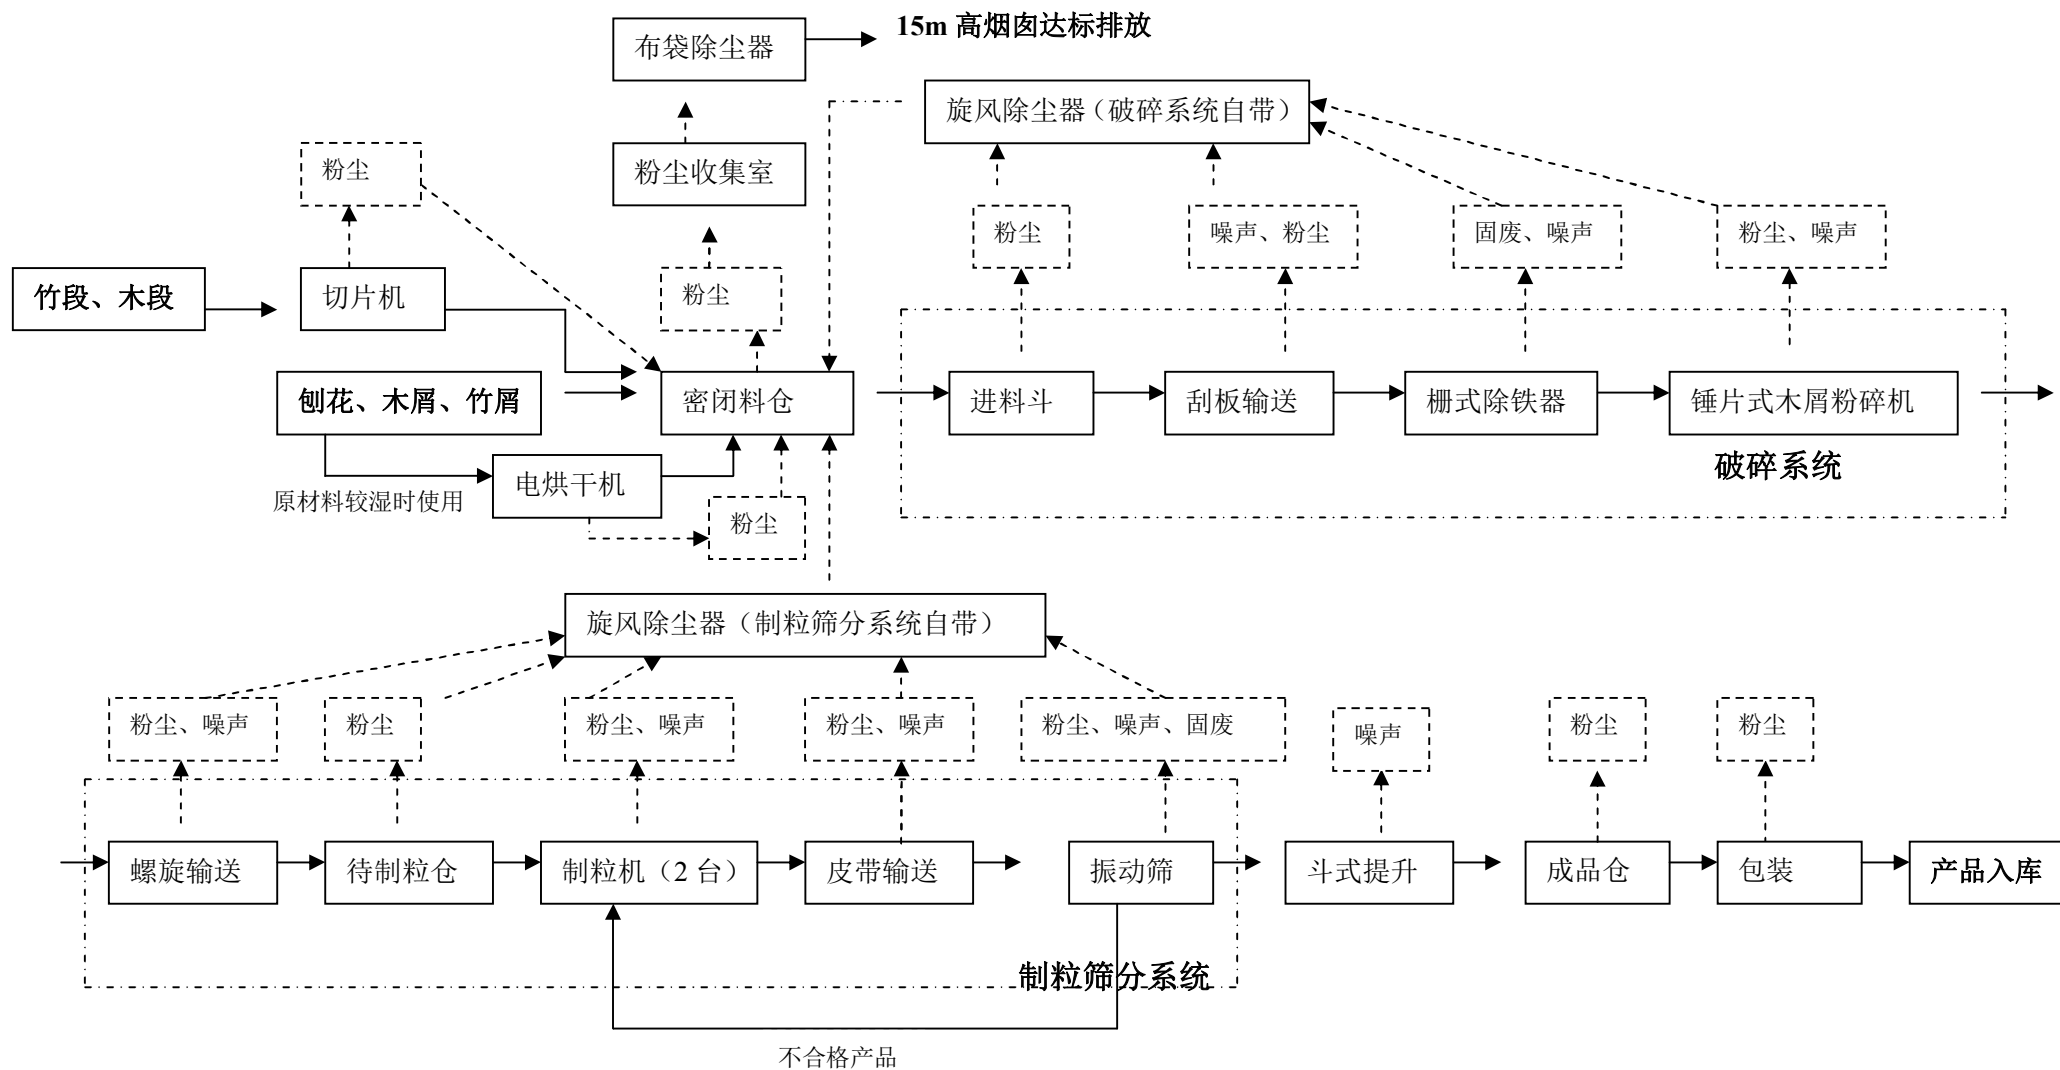 15m 高烟囱达标排放
布袋除尘器
旋风除尘器（破碎系统自带）
粉尘
粉尘收集室
粉尘
噪声、粉尘
固废、噪声
粉尘、噪声
竹段、木段
切片机
粉尘
刨花、木屑、竹屑
密闭料仓
进料斗
刮板输送
栅式除铁器
锤片式木屑粉碎机
破碎系统
电烘干机
原材料较湿时使用
粉尘
旋风除尘器（制粒筛分系统自带）
粉尘、噪声
粉尘
粉尘、噪声
粉尘、噪声
粉尘、噪声、固废
噪声
粉尘
粉尘
螺旋输送
待制粒仓
制粒机（2 台）
皮带输送
振动筛
斗式提升
成品仓
包装
产品入库
制粒筛分系统
不合格产品